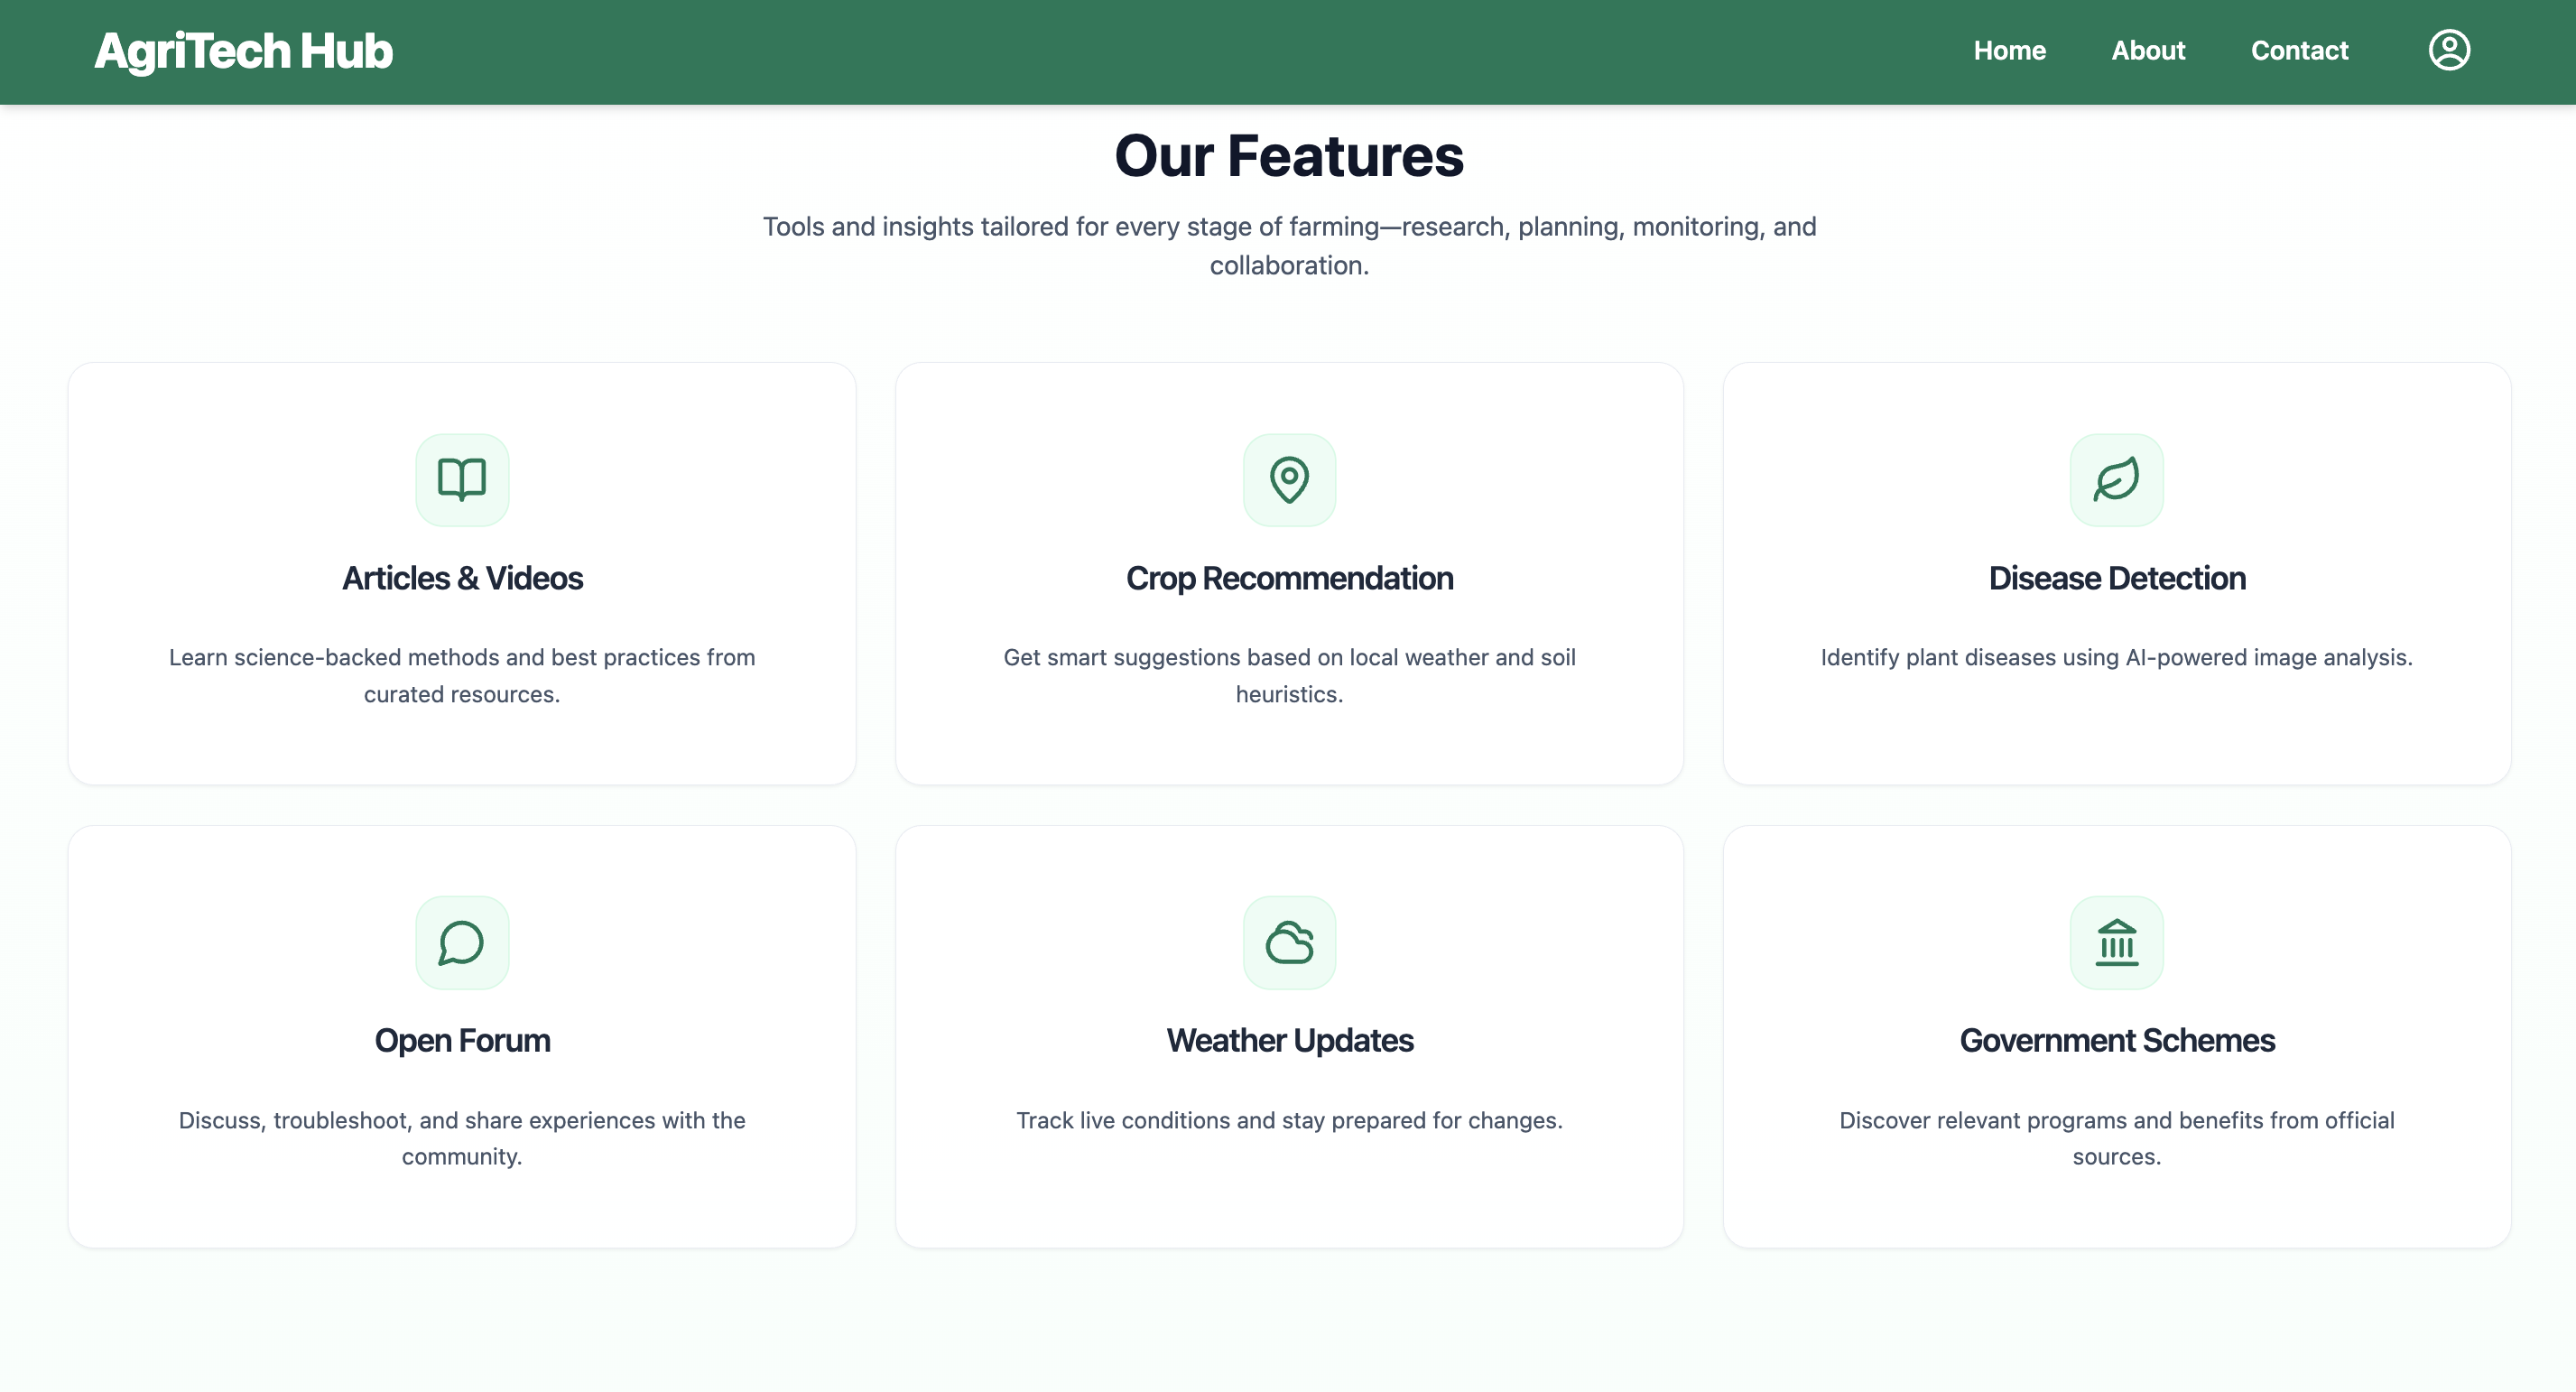 AgriTech Hub
Home
About
Contact
Our Features
Tools and insights tailored for every stage of farming—research, planning, monitoring, and
collaboration.
Articles & Videos
Learn science-backed methods and best practices from
curated resources.
Crop Recommendation
Get smart suggestions based on local weather and soil
heuristics.
Disease Detection
Identify plant diseases using AI-powered image analysis.
Open Forum
Discuss, troubleshoot, and share experiences with the
community.
Weather Updates
Track live conditions and stay prepared for changes.
Government Schemes
Discover relevant programs and benefits from official
sources.